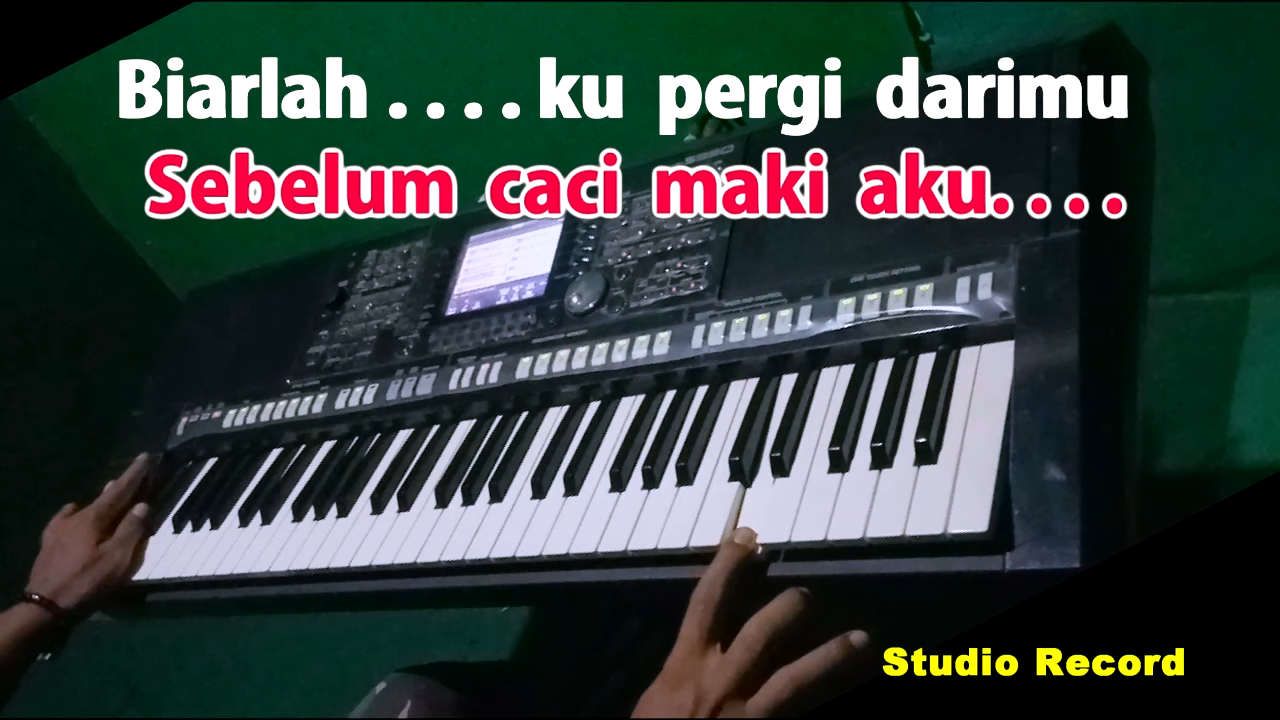 Biarlah . . . . ku pergi darimu
Sebelum caci maki aku. . . .
Studio Record